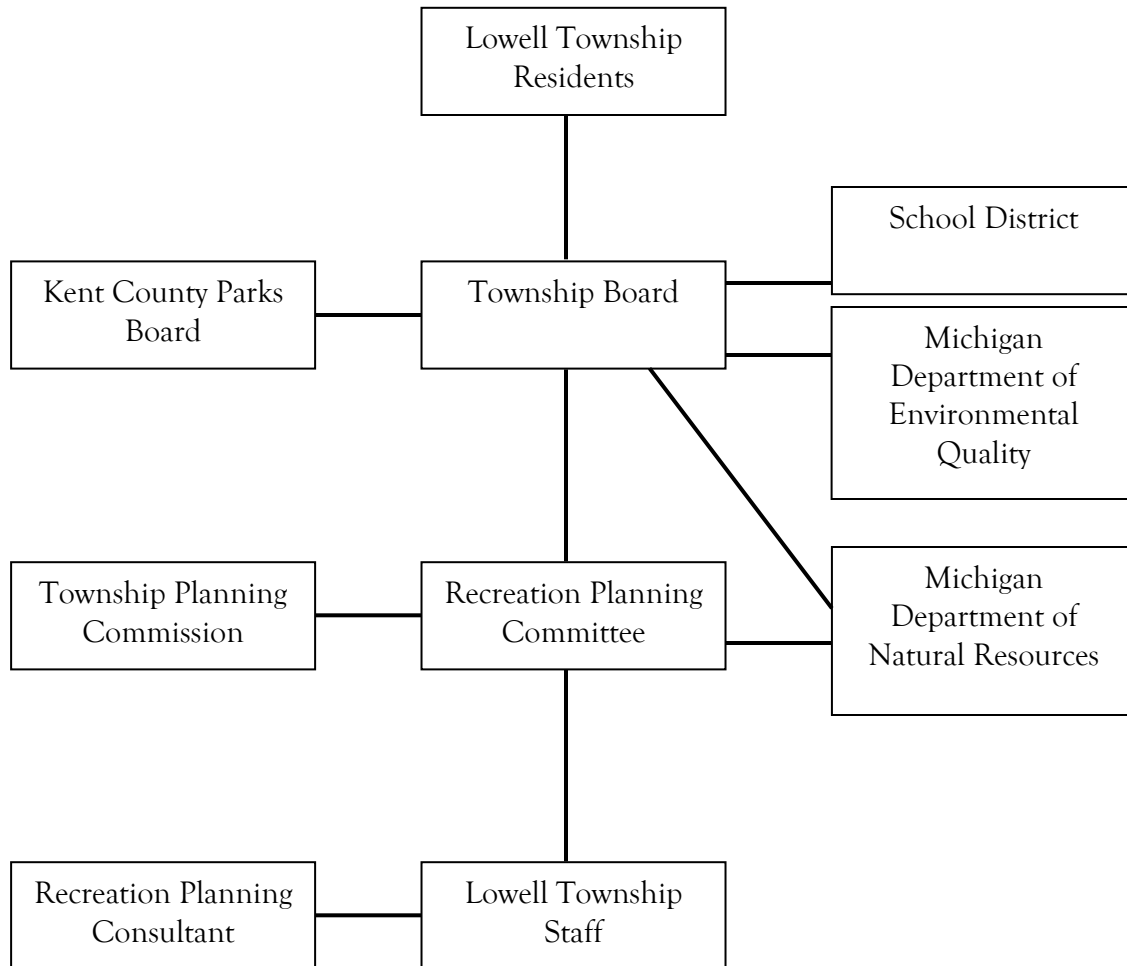 Lowell Township
Residents
School District
Kent County Parks
Board
Township Board
Michigan
Department of
Environmental
Quality
Township Planning
Commission
Recreation Planning
Committee
Michigan
Department of
Natural Resources
Recreation Planning
Consultant
Lowell Township
Staff